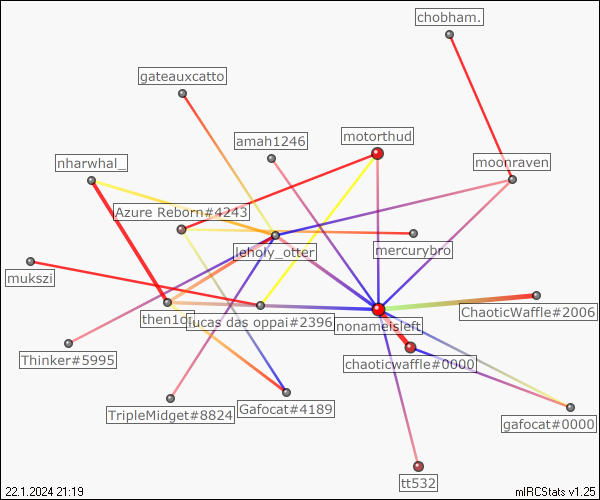 chobham.
gateauxcatto
amah1246
motorthud
nharwhal_
moonraven
Azure Reborn#4243
leholy_otter
mercurybro
mukszi
then1d
lucas das oppai#2396
nonameisleft
ChaoticWaffle#2006
Thinker#5995
chaoticwaffle#0000
TripleMidget#8824
Gafocat#4189
gafocat#0000
tt532
22.1.2024 21:19
mIRCStats v1.25